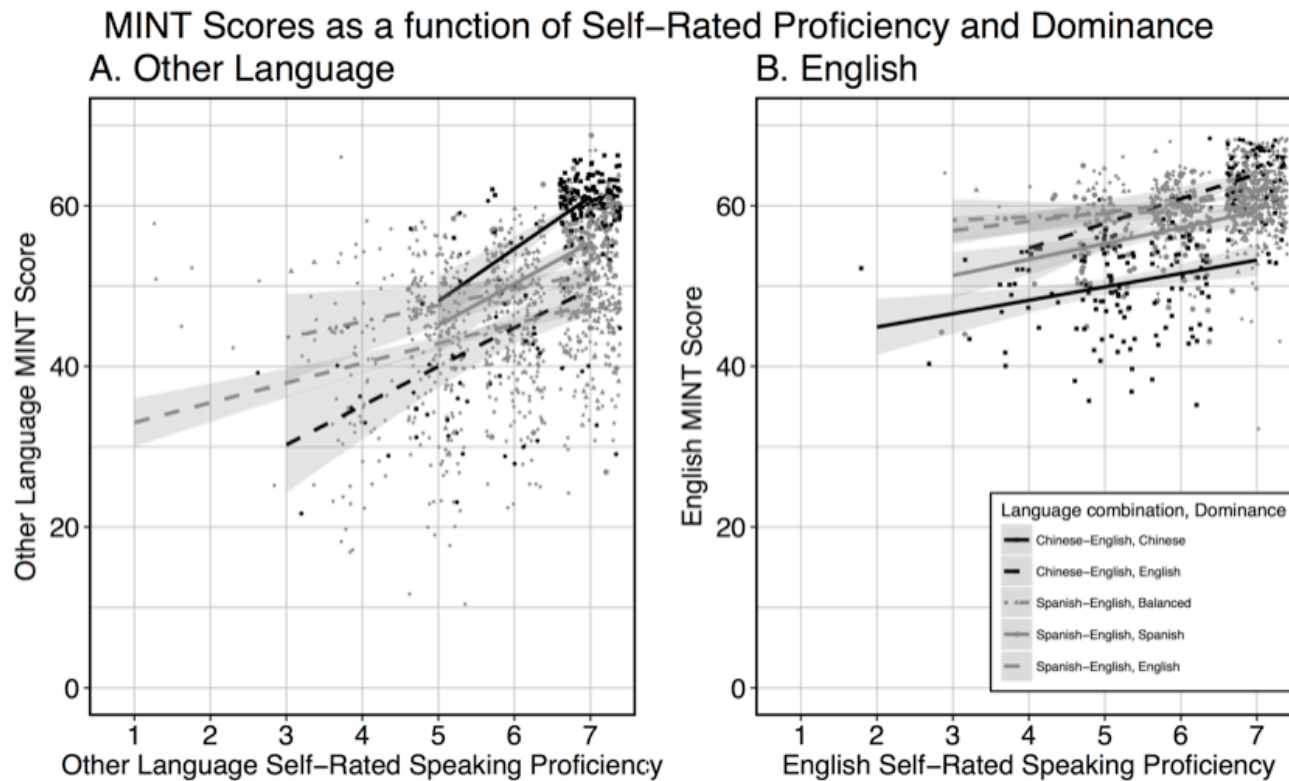 MINT Scores as a function of Self−Rated Proficiency and Dominance
A. Other Language
B. English
Other Language MINT Score
60
40
20
0
1 2 3 4 5 6 7
Other Language Self−Rated Speaking Proficiency
English MINT Score
60
40
20
0
1 2 3 4 5 6 7
English Self−Rated Speaking Proficiency
Language combination, Dominance
Chinese−English, Chinese
Chinese−English, English
Spanish−English, Balanced
Spanish−English, Spanish
Spanish−English, English